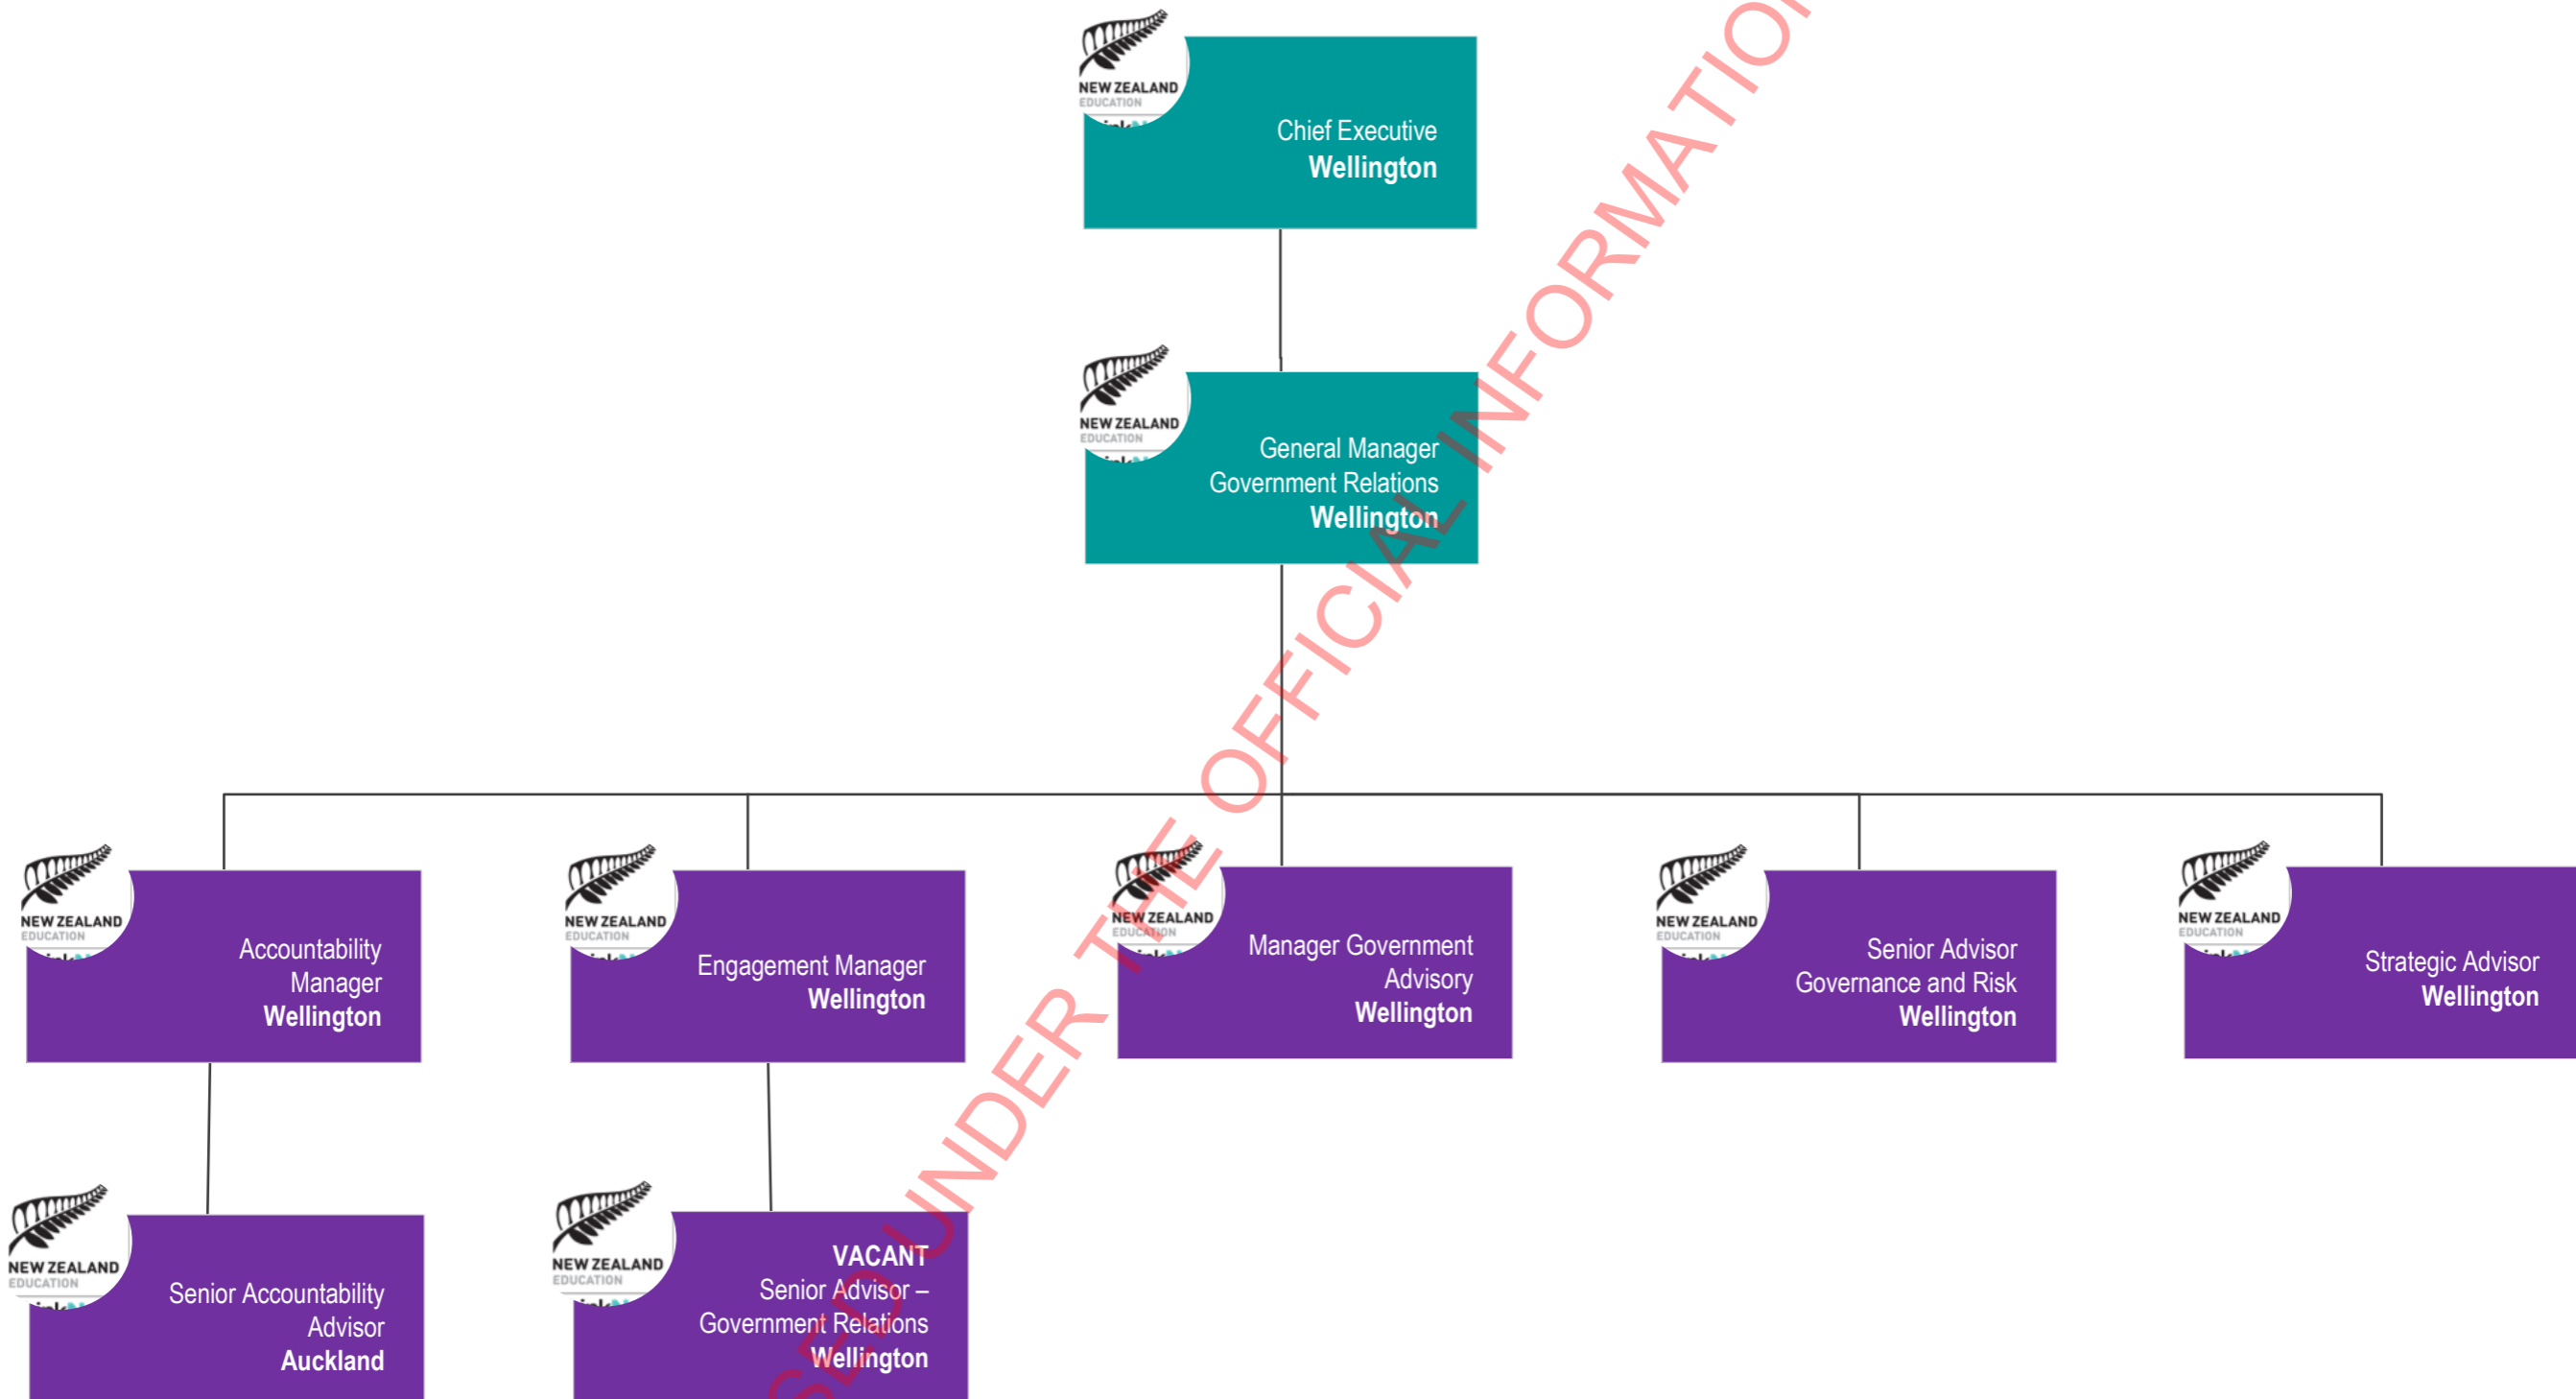 NEW ZEALAND
EDUCATION
Chief Executive
Wellington
NEW ZEALAND
EDUCATION
General Manager
Government Relations
Wellington
NEW ZEALAND
EDUCATION
Accountability
Manager
Wellington
NEW ZEALAND
EDUCATION
Engagement Manager
Wellington
NEW ZEALAND
EDUCATION
Manager Government
Advisory
Wellington
NEW ZEALAND
EDUCATION
Senior Advisor
Governance and Risk
Wellington
NEW ZEALAND
EDUCATION
Strategic Advisor
Wellington
NEW ZEALAND
EDUCATION
Senior Accountability
Advisor
Auckland
NEW ZEALAND
EDUCATION
VACANT
Senior Advisor –
Government Relations
Wellington
UNDER THE OFFICIAL INFORMATION